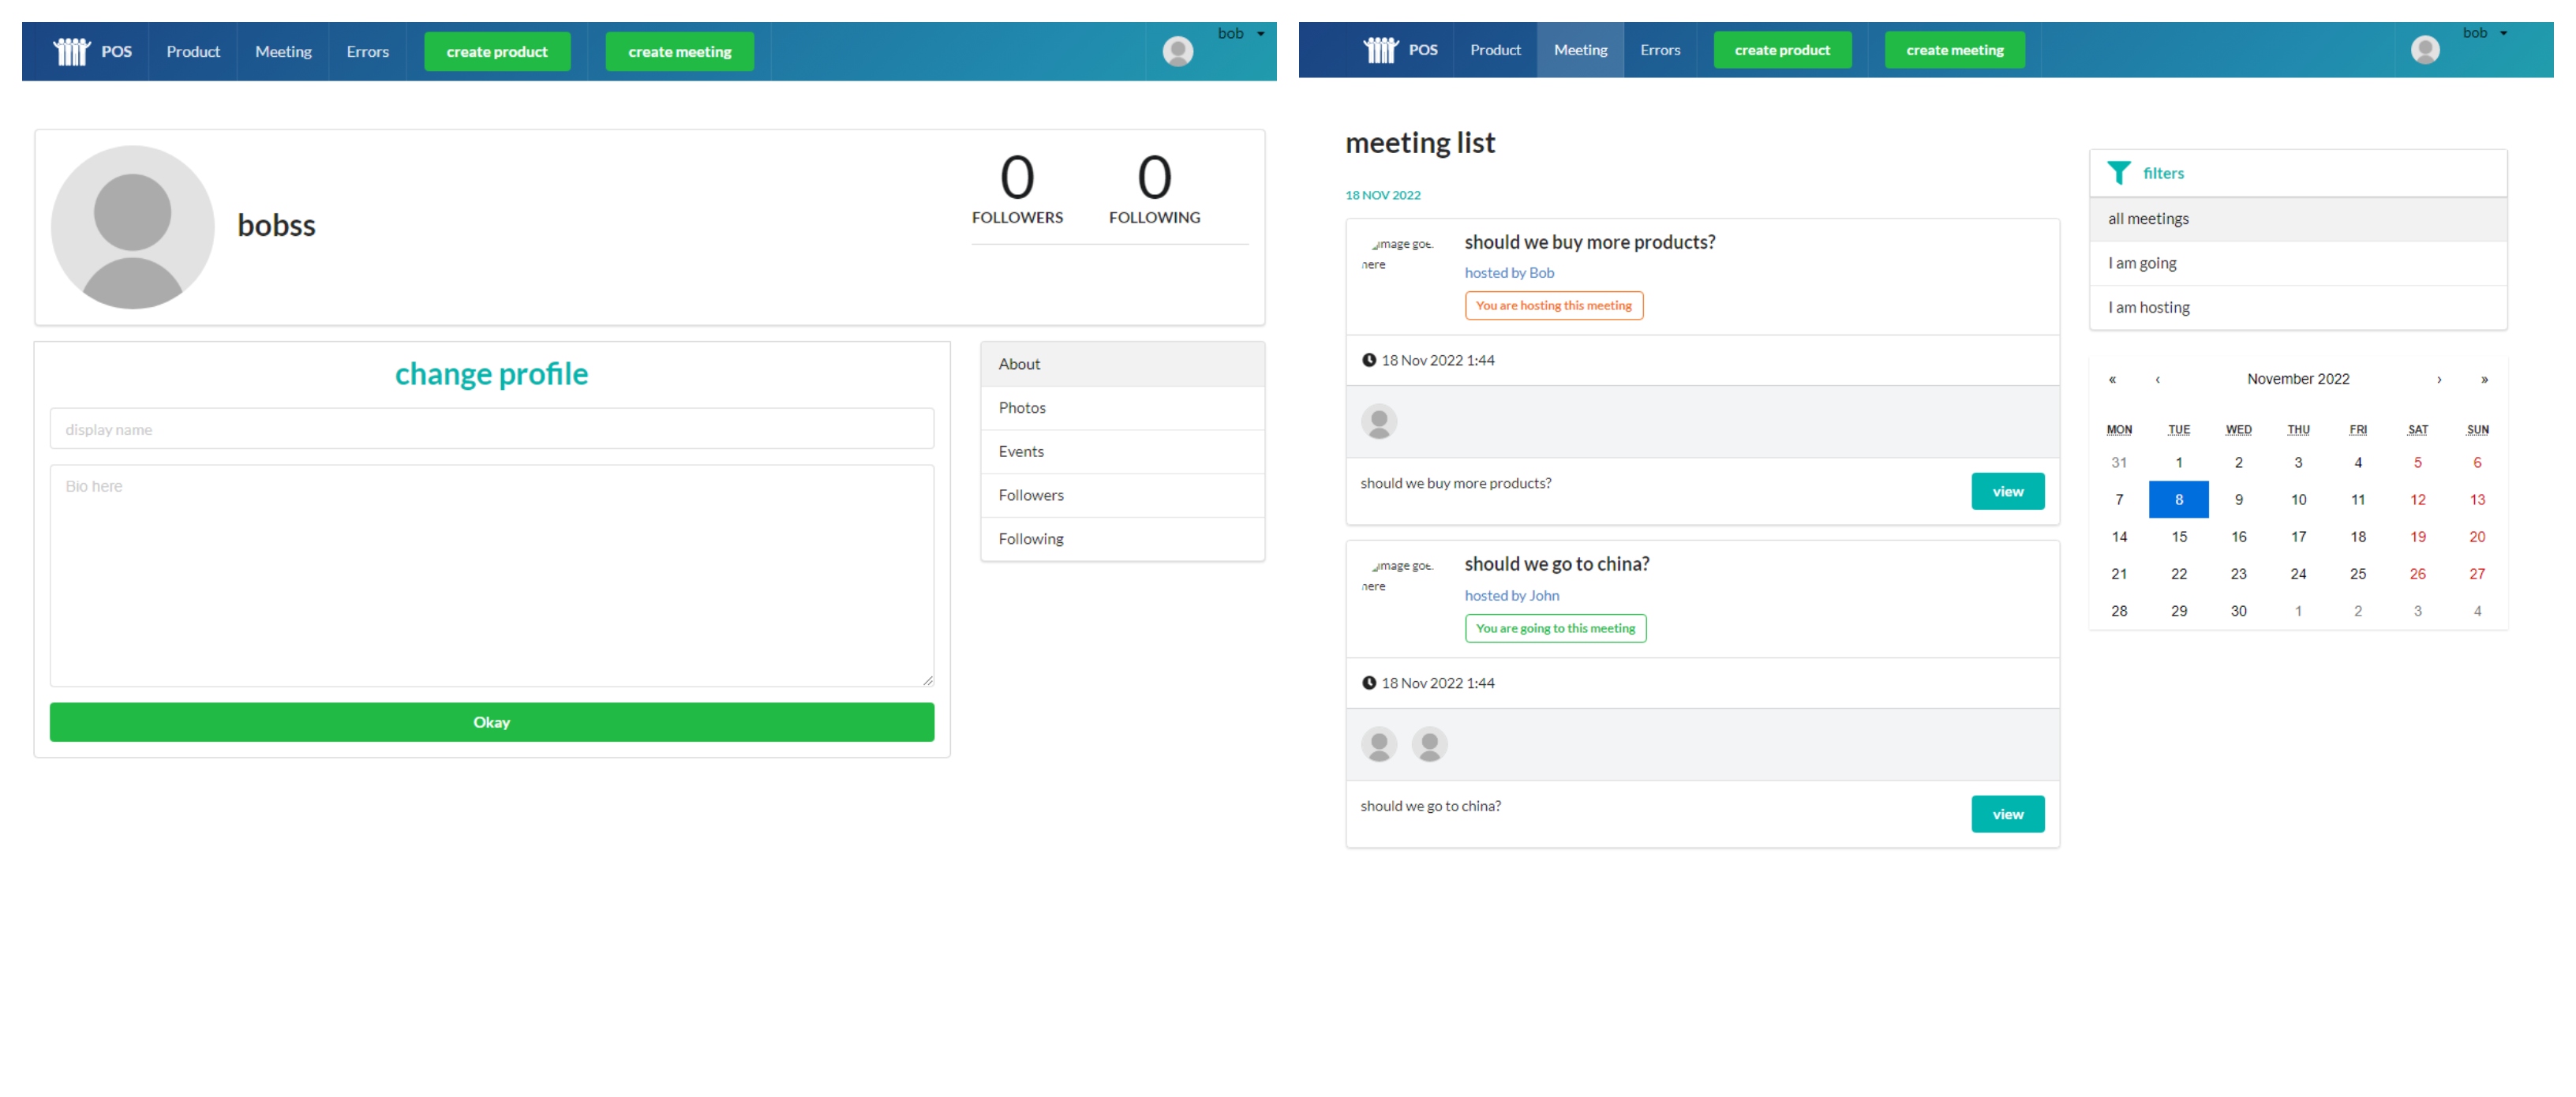 POS Product Meeting Errors create product create meeting bob
bobss
0 0
FOLLOWERS FOLLOWING
change profile
display name
Bio here
Okay
About
Photos
Events
Followers
Following
POS Product Meeting Errors create product create meeting bob
meeting list
18 NOV 2022
image goe
here
should we buy more products?
hosted by Bob
You are hosting this meeting
18 Nov 2022 1:44
should we buy more products?
view
image goe
here
should we go to china?
hosted by John
You are going to this meeting
18 Nov 2022 1:44
should we go to china?
view
filters
all meetings
I am going
I am hosting
« ‹ November 2022 › »
MON TUE WED THU FRI SAT SUN
31 1 2 3 4 5 6
7 8 9 10 11 12 13
14 15 16 17 18 19 20
21 22 23 24 25 26 27
28 29 30 1 2 3 4